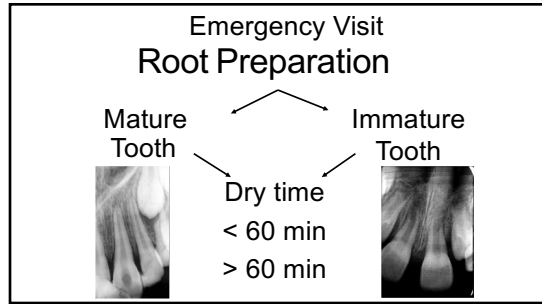 Emergency Visit
Root Preparation
Mature
Tooth
Immature
Tooth
Dry time
< 60 min
> 60 min